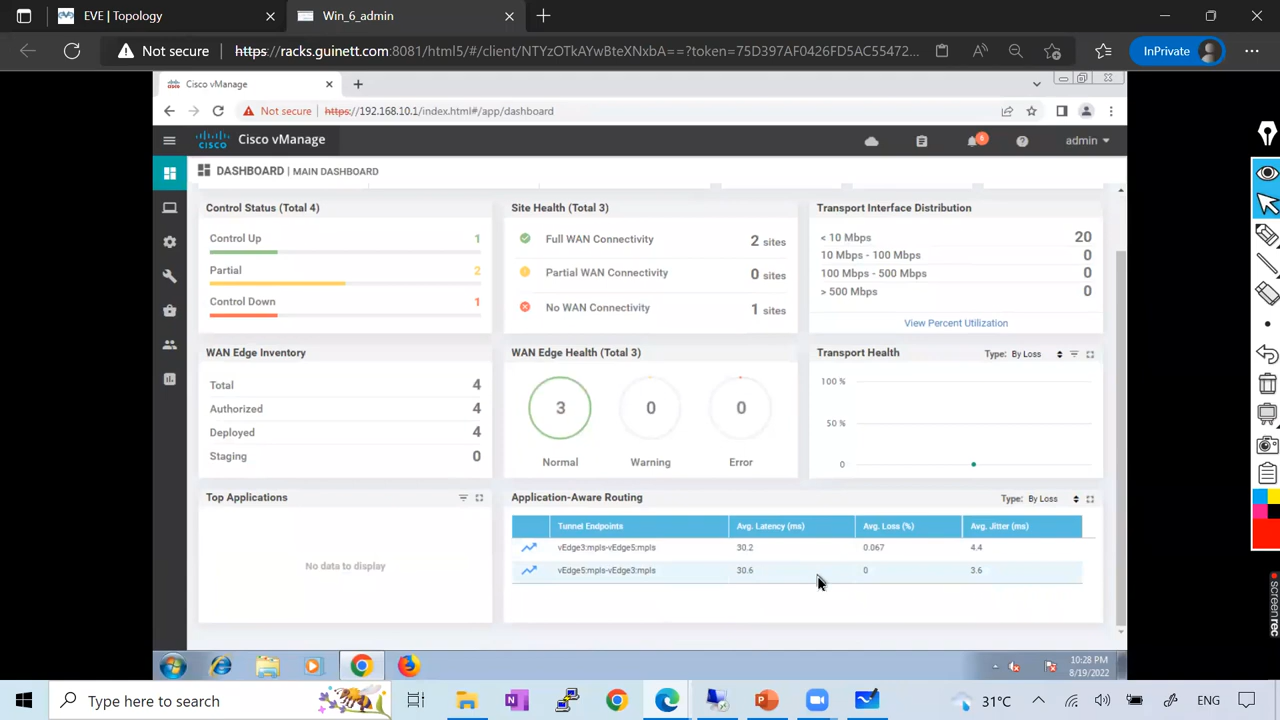 EVE | Topology
Win_6_admin
Not secure
https://racks.guinett.com:8081/html5/#/client/NTYzOTkAYwBteXNxbA==?token=75D397AF0426FD5AC55472...
InPrivate
Cisco vManage
Not secure
https://192.168.10.1/index.html#/app/dashboard
CISCO
Cisco vManage
6
admin
DASHBOARD | MAIN DASHBOARD
Control Status (Total 4)
Control Up 1
Partial 2
Control Down 1
Site Health (Total 3)
Full WAN Connectivity 2 sites
Partial WAN Connectivity 0 sites
No WAN Connectivity 1 sites
Transport Interface Distribution
< 10 Mbps 20
10 Mbps - 100 Mbps 0
100 Mbps - 500 Mbps 0
> 500 Mbps 0
View Percent Utilization
WAN Edge Inventory
Total 4
Authorized 4
Deployed 4
Staging 0
WAN Edge Health (Total 3)
3 0 0
Normal Warning Error
Transport Health Type: By Loss
100 %
50 %
0
Top Applications
No data to display
Application-Aware Routing Type: By Loss
Tunnel Endpoints Avg. Latency (ms) Avg. Loss (%) Avg. Jitter (ms)
vEdge3:mpls-vEdge5:mpls 30.2 0.067 4.4
vEdge5:mpls-vEdge3:mpls 30.6 0 3.6
10:28 PM
8/19/2022
screenrec
Type here to search
31°C
ENG